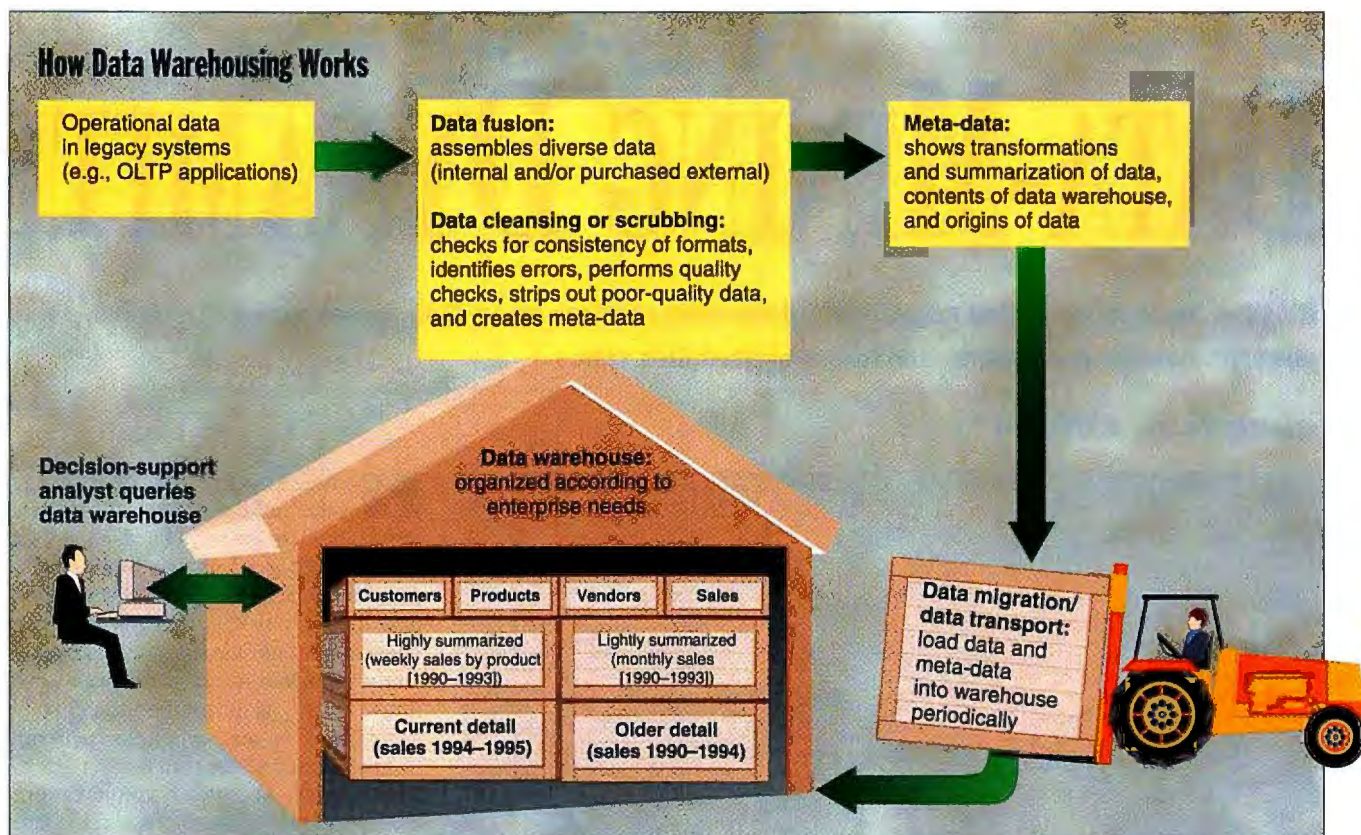 How Data Warehousing Works
Operational data
in legacy systems
(e.g., OLTP applications)
Data fusion:
assembles diverse data
(internal and/or purchased external)
Data cleansing or scrubbing:
checks for consistency of formats,
identifies errors, performs quality
checks, strips out poor-quality data,
and creates meta-data
Meta-data:
shows transformations
and summarization of data,
contents of data warehouse,
and origins of data
Data migration/
data transport:
load data and
meta-data
into warehouse
periodically
Data warehouse:
organized according to
enterprise needs
Customers
Products
Vendors
Sales
Highly summarized
(weekly sales by product
[1990–1993])
Lightly summarized
(monthly sales
[1990–1993])
Current detail
(sales 1994–1995)
Older detail
(sales 1990–1994)
Decision-support
analyst queries
data warehouse